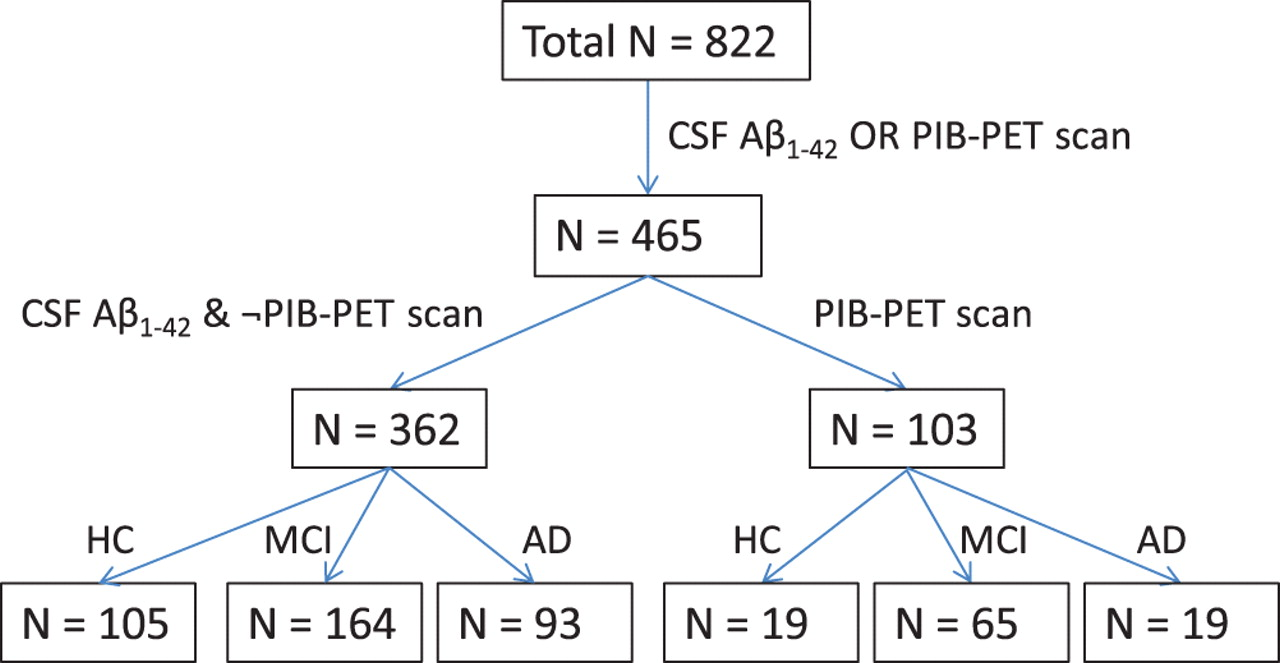 Total N = 822
CSF Aβ1-42 OR PIB-PET scan
N = 465
CSF Aβ1-42 & ¬PIB-PET scan
PIB-PET scan
N = 362
N = 103
HC
MCI
AD
HC
MCI
AD
N = 105
N = 164
N = 93
N = 19
N = 65
N = 19